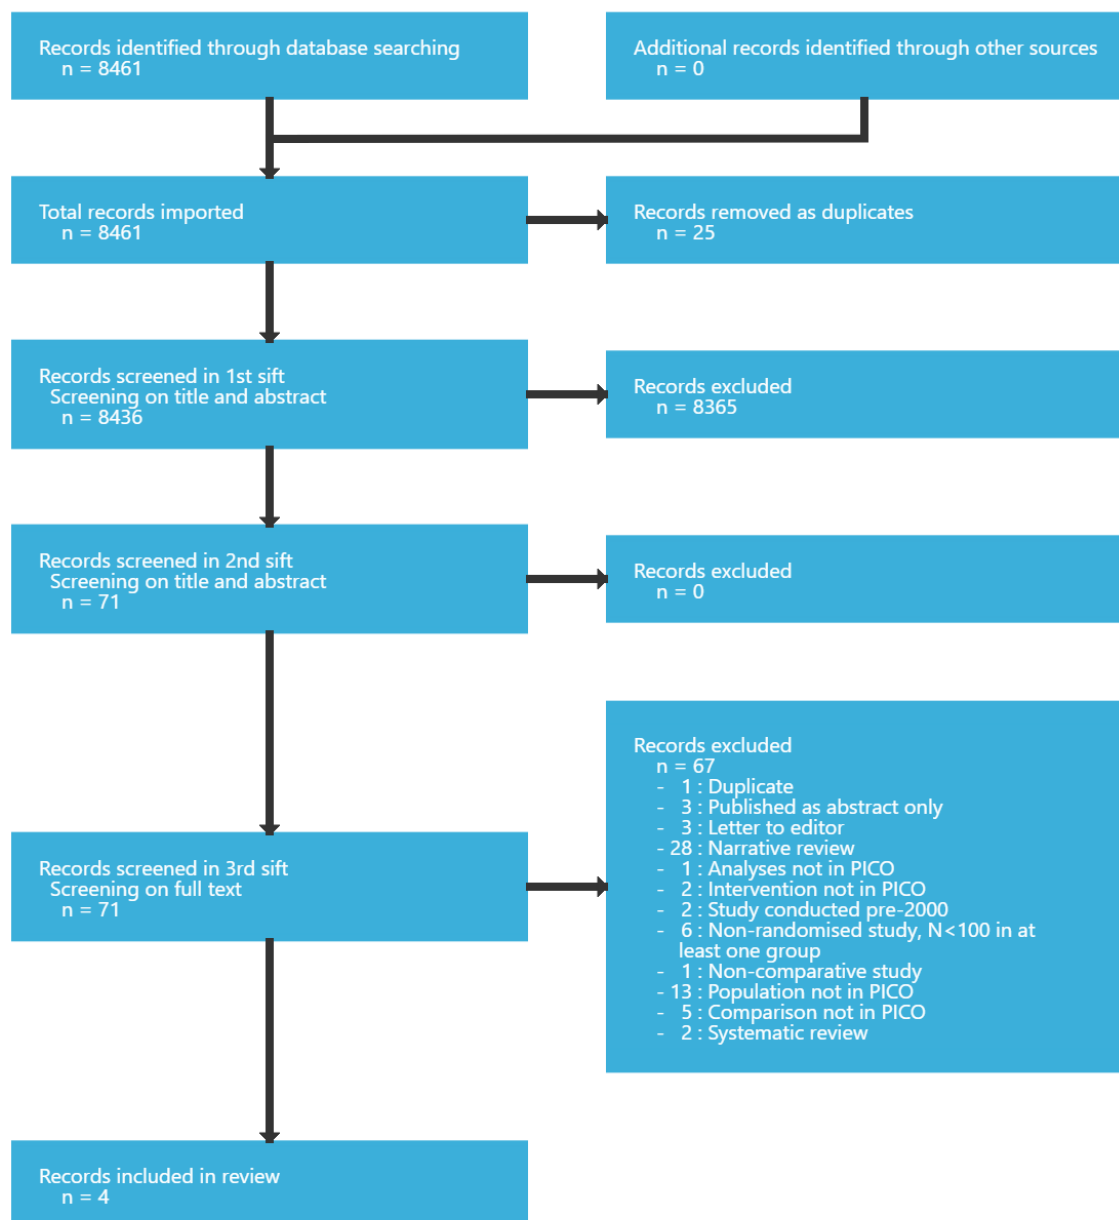 Records identified through database searching
n = 8461
Additional records identified through other sources
n = 0
Total records imported
n = 8461
Records removed as duplicates
n = 25
Records screened in 1st sift
Screening on title and abstract
n = 8436
Records excluded
n = 8365
Records screened in 2nd sift
Screening on title and abstract
n = 71
Records excluded
n = 0
Records screened in 3rd sift
Screening on full text
n = 71
Records excluded
n = 67
- 1 : Duplicate
- 3 : Published as abstract only
- 3 : Letter to editor
- 28 : Narrative review
- 1 : Analyses not in PICO
- 2 : Intervention not in PICO
- 2 : Study conducted pre-2000
- 6 : Non-randomised study, N<100 in at
least one group
- 1 : Non-comparative study
- 13 : Population not in PICO
- 5 : Comparison not in PICO
- 2 : Systematic review
Records included in review
n = 4